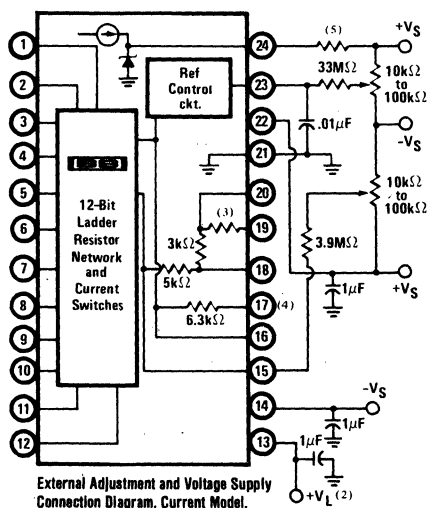 1
2
3
4
5
6
7
8
9
10
11
12
Ref
Control
ckt.
12-Bit
Ladder
Resistor
Network
and
Current
Switches
3kΩ
(3)
5kΩ
6.3kΩ
24
23
22
21
20
19
18
17
(4)
16
15
14
13
(5)
33MΩ
.01μF
3.9MΩ
+VS
10kΩ
to
100kΩ
-VS
10kΩ
to
100kΩ
1μF
+VS
-VS
1μF
1μF
+VL (2)
External Adjustment and Voltage Supply
Connection Diagram, Current Model.